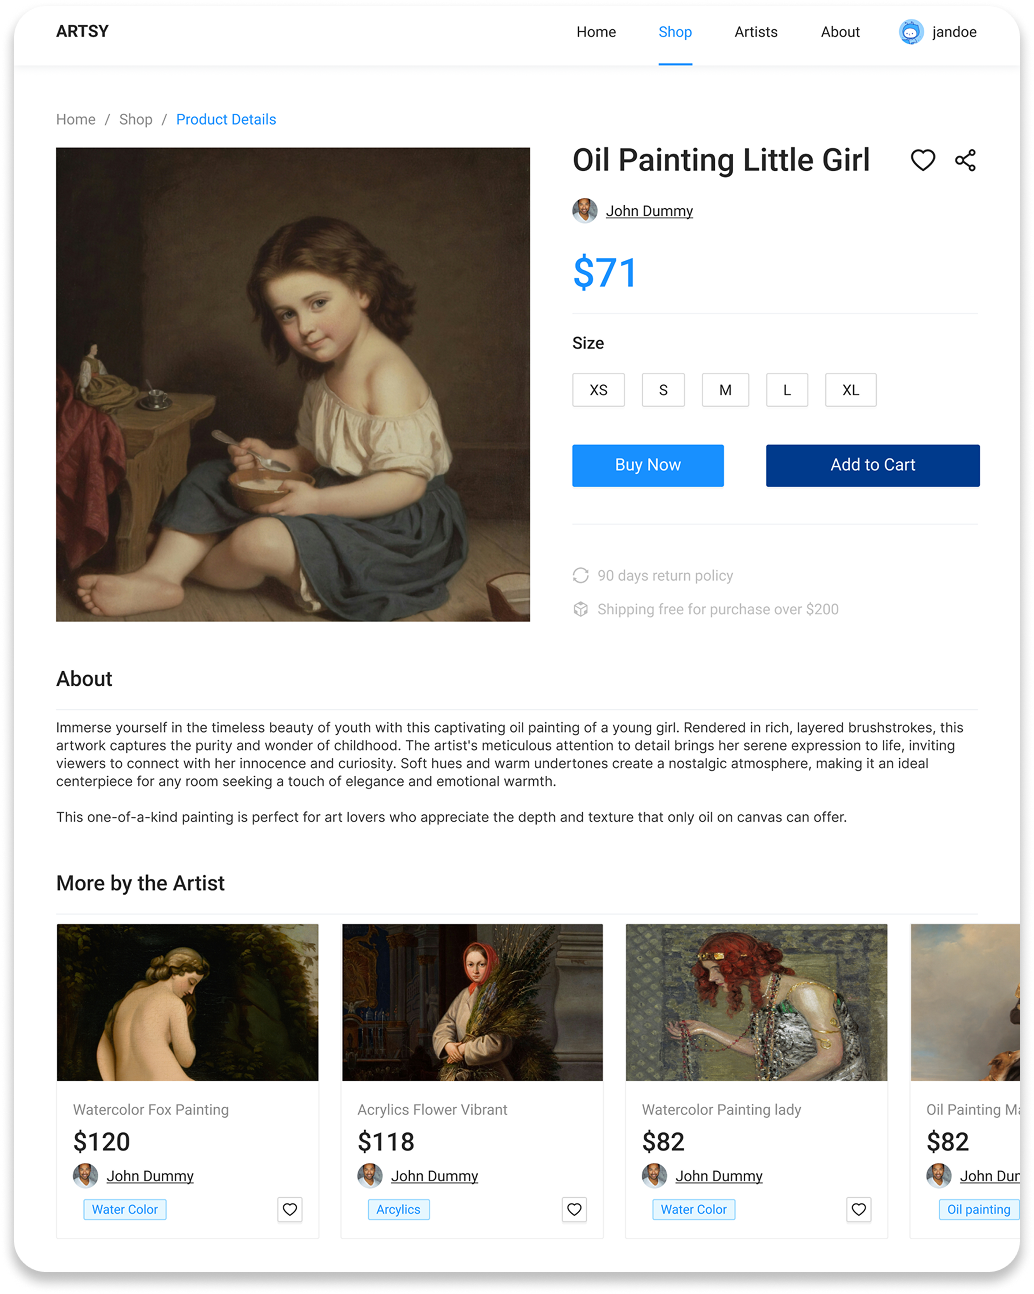 ARTSY
Home
Shop
Artists
About
jandoe
Home / Shop / Product Details
Oil Painting Little Girl
John Dummy
$71
Size
XS
S
M
L
XL
Buy Now
Add to Cart
90 days return policy
Shipping free for purchase over $200
About
Immerse yourself in the timeless beauty of youth with this captivating oil painting of a young girl. Rendered in rich, layered brushstrokes, this
artwork captures the purity and wonder of childhood. The artist's meticulous attention to detail brings her serene expression to life, inviting
viewers to connect with her innocence and curiosity. Soft hues and warm undertones create a nostalgic atmosphere, making it an ideal
centerpiece for any room seeking a touch of elegance and emotional warmth.
This one-of-a-kind painting is perfect for art lovers who appreciate the depth and texture that only oil on canvas can offer.
More by the Artist
Watercolor Fox Painting
$120
John Dummy
Water Color
Acrylics Flower Vibrant
$118
John Dummy
Arcylics
Watercolor Painting lady
$82
John Dummy
Water Color
Oil Painting
$82
John
Oil painting